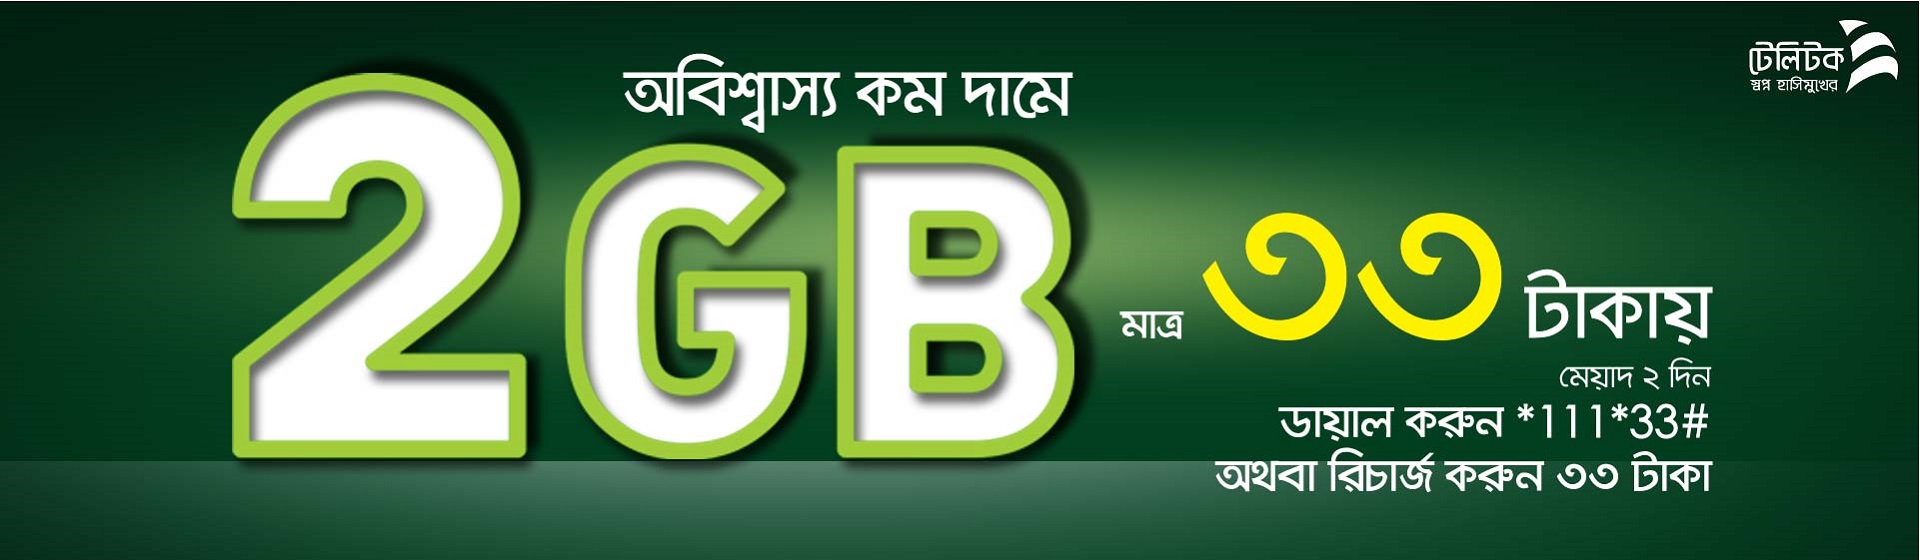 টেলিটক
স্বপ্ন হাসিমুখের
অবিশ্বাস্য কম দামে
2GB
মাত্র ৩৩ টাকায়
মেয়াদ ২ দিন
ডায়াল করুন *111*33#
অথবা রিচার্জ করুন ৩৩ টাকা